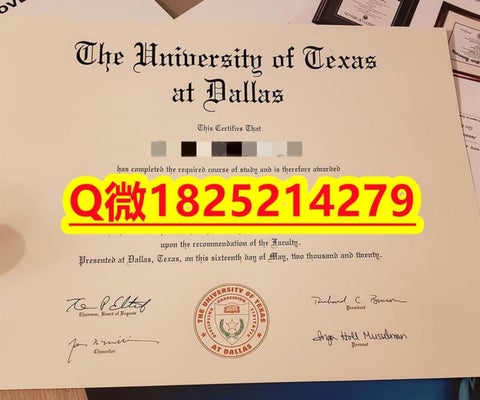 The University of Texas
at Dallas
This Certifies That
has completed the required course of study and is therefore awarded
Q微1825214279
upon the recommendation of the Faculty.
Presented at Dallas, Texas, on this sixteenth day of May, two thousand and twenty.
Chairman, Board of Regents
President
Chancellor
Provost
THE UNIVERSITY OF TEXAS
AT DALLAS